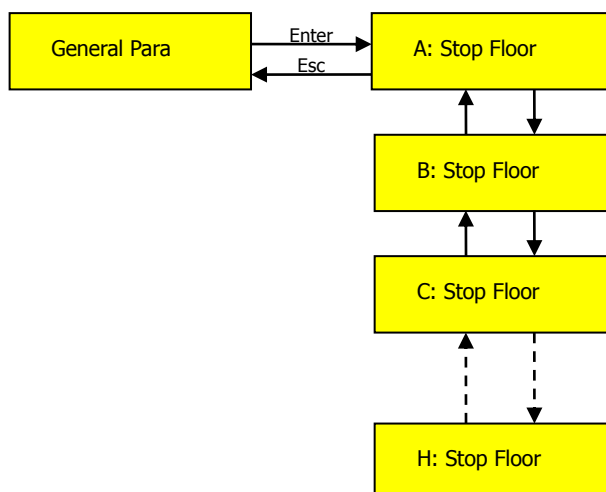 General Para
Enter
Esc
A: Stop Floor
B: Stop Floor
C: Stop Floor
H: Stop Floor